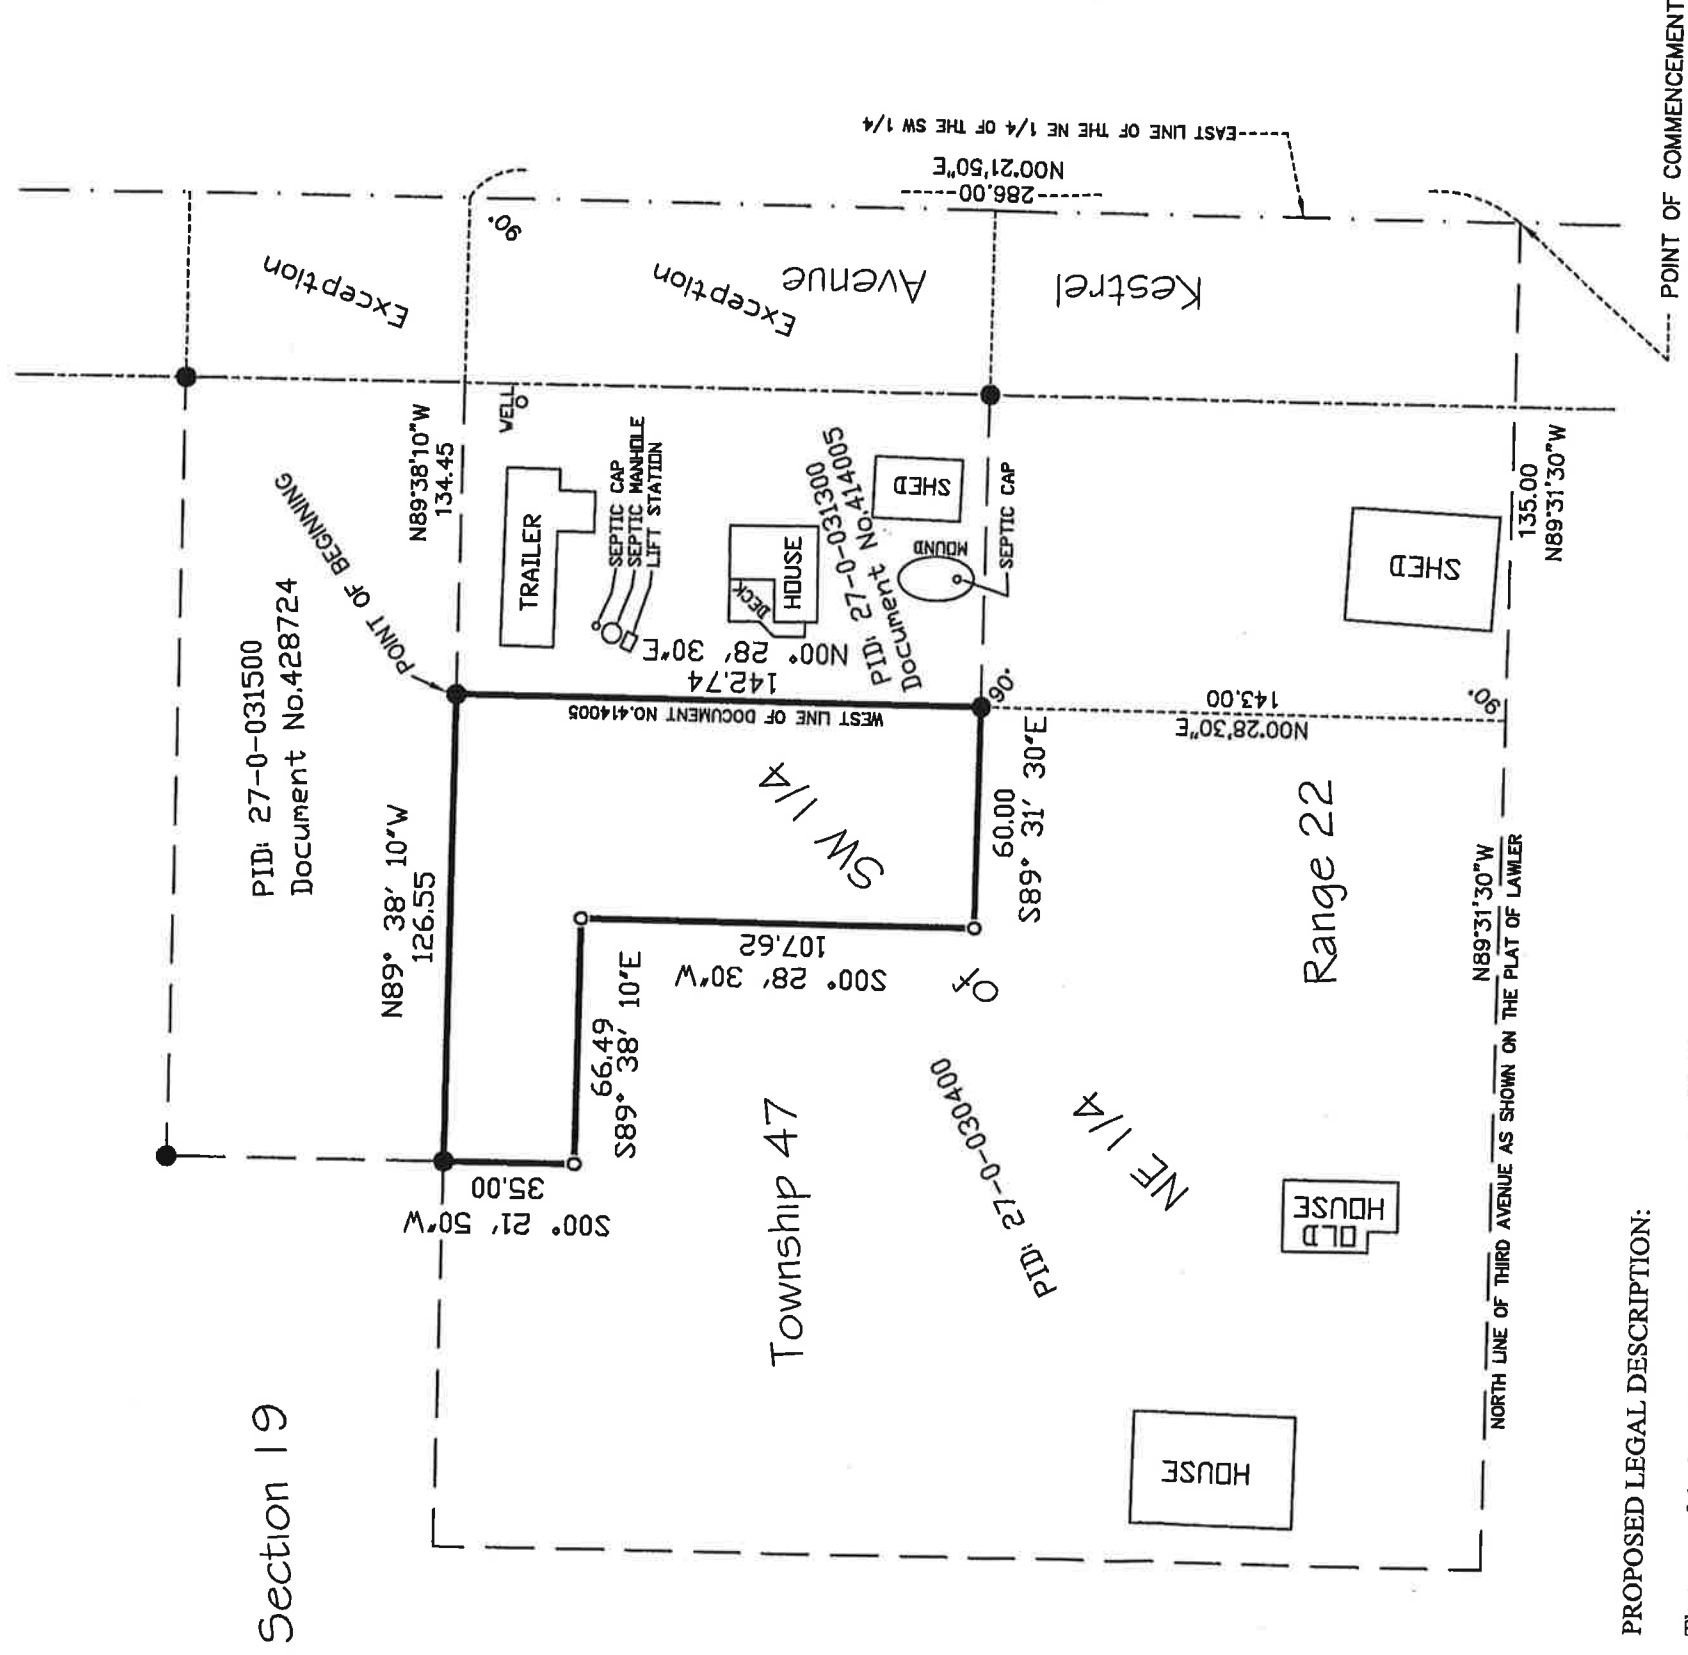 Section 19
PID: 27-0-031500
Document No.428724
POINT OF BEGINNING
N89° 38' 10"W
126.55
N89°38'10"W
134.45
Exception
90°
WELL
TRAILER
SEPTIC CAP
SEPTIC MANHOLE
LIFT STATION
Exception
Kestrel
Avenue
286.00
N00°21'50"E
EAST LINE OF THE NE 1/4 OF THE SW 1/4
DECK
HOUSE
PID: 27-0-031300
Document No.414005
SHED
MOUND
SEPTIC CAP
N00° 28' 30"E
142.74
WEST LINE OF DOCUMENT NO.414005
S00° 21' 50"W
35.00
66.49
S89° 38' 10"E
107.62
S00° 28' 30"W
60.00
S89° 31' 30"E
90°
143.00
N00°28'30"E
90°
SHED
135.00
N89°31'30"W
NE 1/4
of
SW 1/4
Township 47
Range 22
PID: 27-0-030400
OLD
HOUSE
HOUSE
N89°31'30"W
NORTH LINE OF THIRD AVENUE AS SHOWN ON THE PLAT OF LAWLER
POINT OF COMMENCEMENT
PROPOSED LEGAL DESCRIPTION: